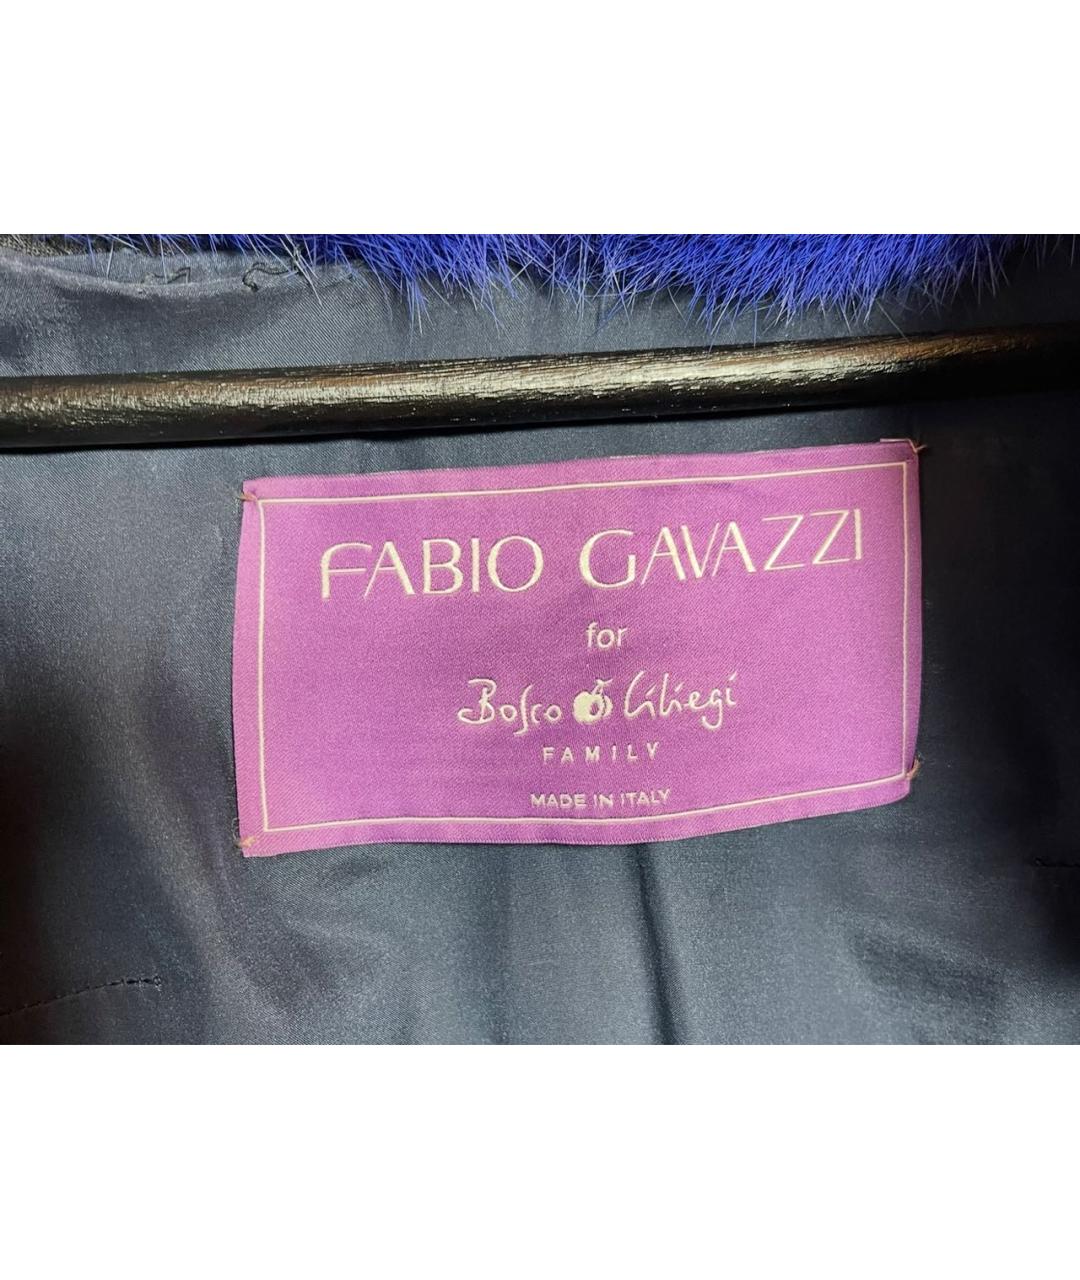 FABIO GAVAZZI
for
Bosco Ciliegi
FAMILY
MADE IN ITALY